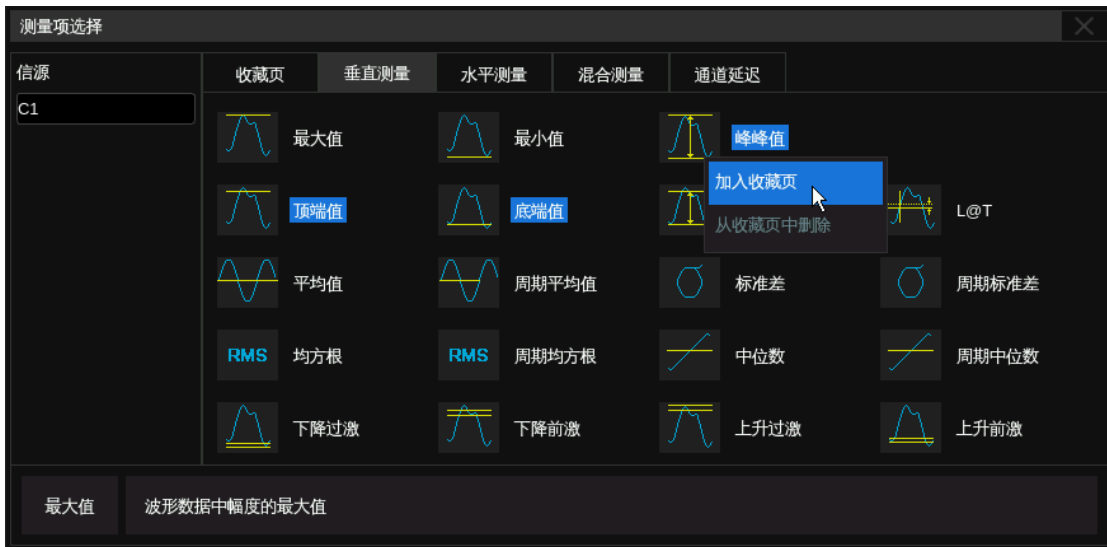 测量项选择
信源
C1
收藏页 垂直测量 水平测量 混合测量 通道延迟
最大值 最小值 峰峰值
加入收藏页
从收藏页中删除
顶端值 底端值 L@T
平均值 周期平均值 标准差 周期标准差
RMS 均方根 RMS 周期均方根 中位数 周期中位数
下降过激 下降前激 上升过激 上升前激
最大值 波形数据中幅度的最大值